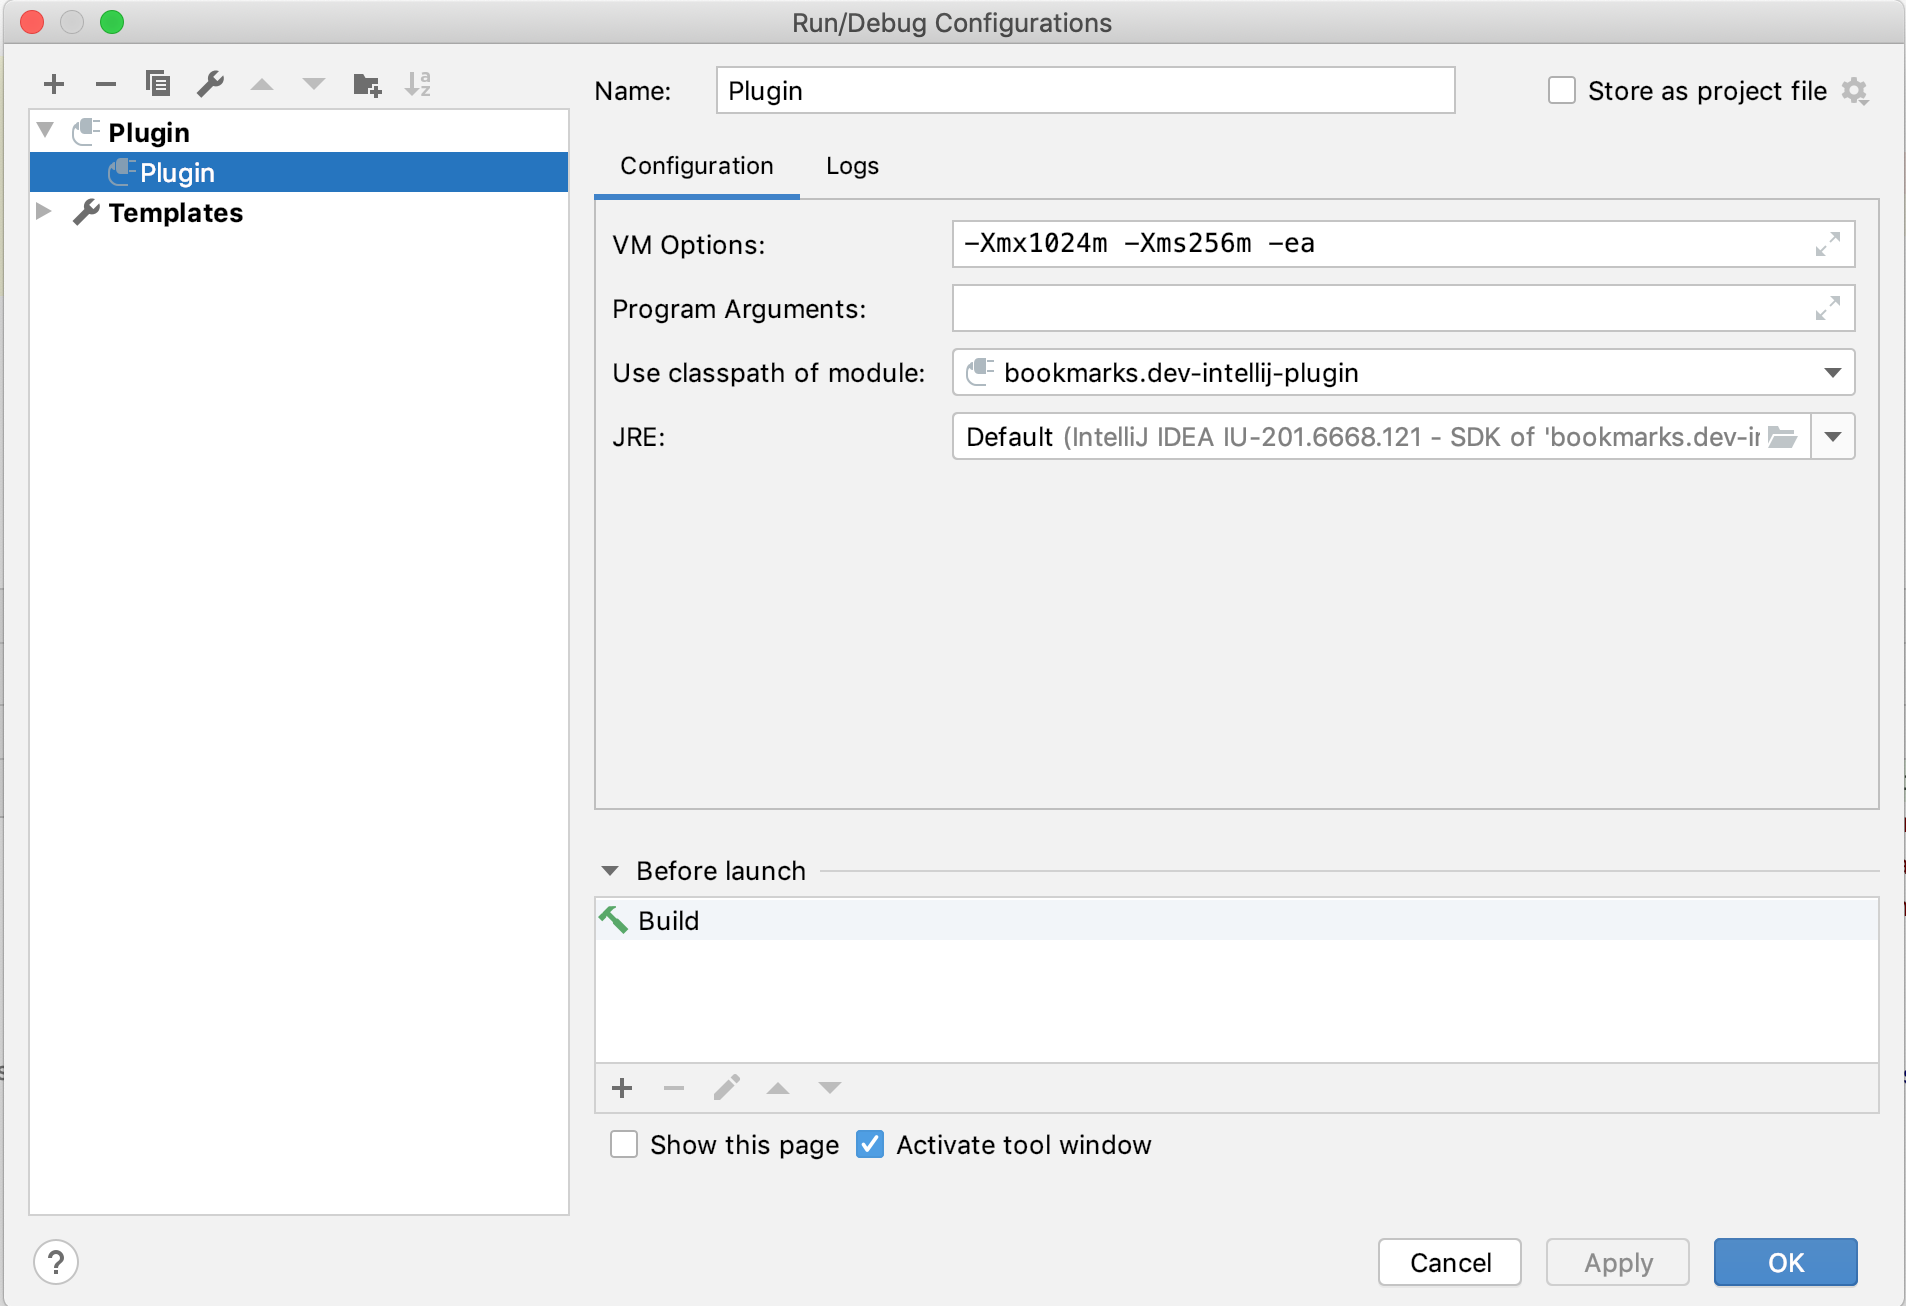 Run/Debug Configurations
Name: Plugin
Store as project file
Plugin
Plugin
Templates
Configuration Logs
VM Options: -Xmx1024m -Xms256m -ea
Program Arguments:
Use classpath of module: bookmarks.dev-intellij-plugin
JRE: Default (IntelliJ IDEA IU-201.6668.121 - SDK of 'bookmarks.dev-i
Before launch
Build
Show this page Activate tool window
? Cancel Apply OK